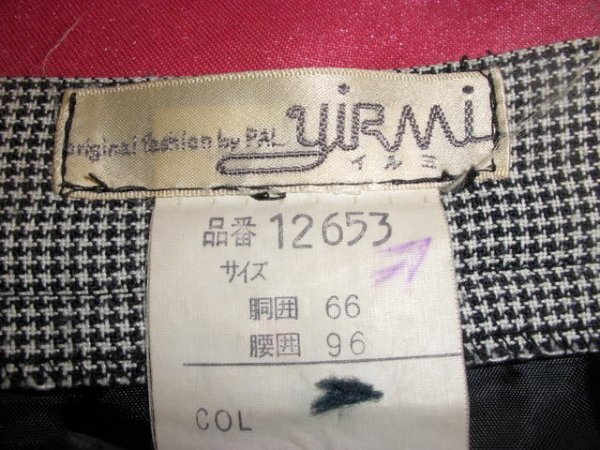 original fashion by PAL yiRMi
イルミ
品番 12653
サイズ
胴囲 66
腰囲 96
COL